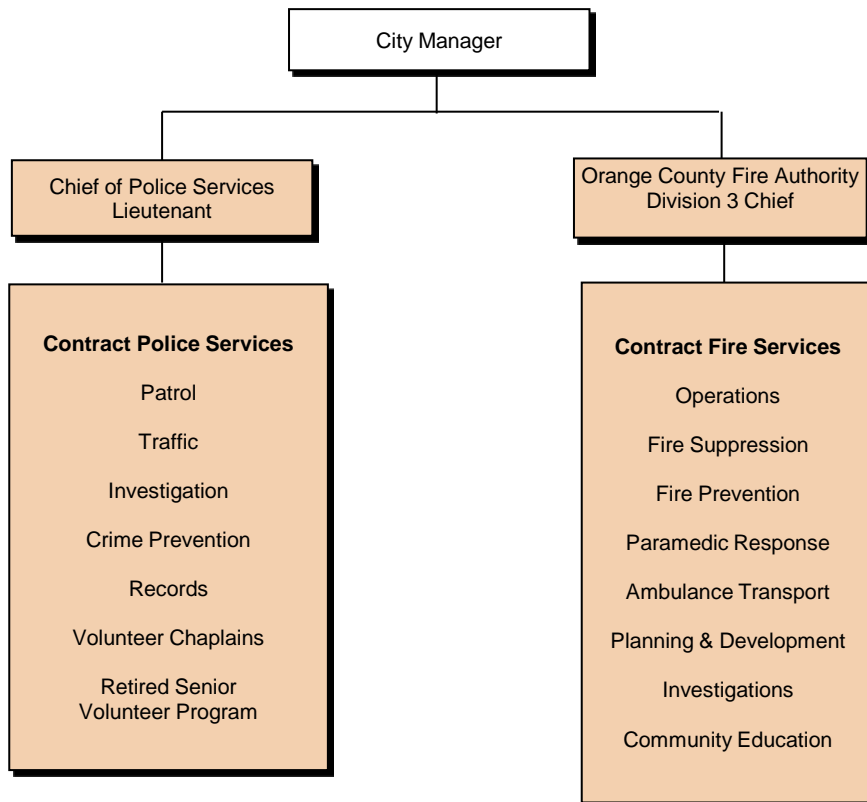 City Manager
Chief of Police Services
Lieutenant
Orange County Fire Authority
Division 3 Chief
Contract Police Services
Patrol
Traffic
Investigation
Crime Prevention
Records
Volunteer Chaplains
Retired Senior
Volunteer Program
Contract Fire Services
Operations
Fire Suppression
Fire Prevention
Paramedic Response
Ambulance Transport
Planning & Development
Investigations
Community Education